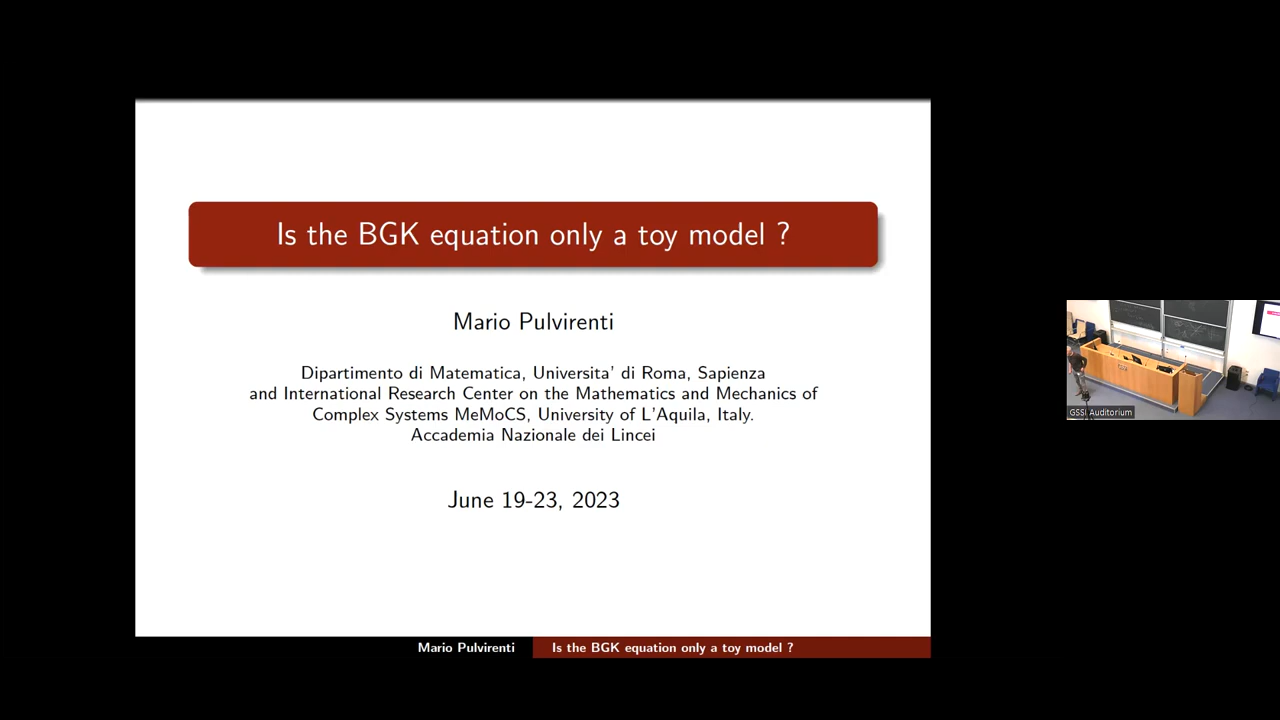 Is the BGK equation only a toy model ?
Mario Pulvirenti
Dipartimento di Matematica, Universita' di Roma, Sapienza
and International Research Center on the Mathematics and Mechanics of
Complex Systems MeMoCS, University of L'Aquila, Italy.
Accademia Nazionale dei Lincei
June 19-23, 2023
Mario Pulvirenti
Is the BGK equation only a toy model ?
GSSI Auditorium